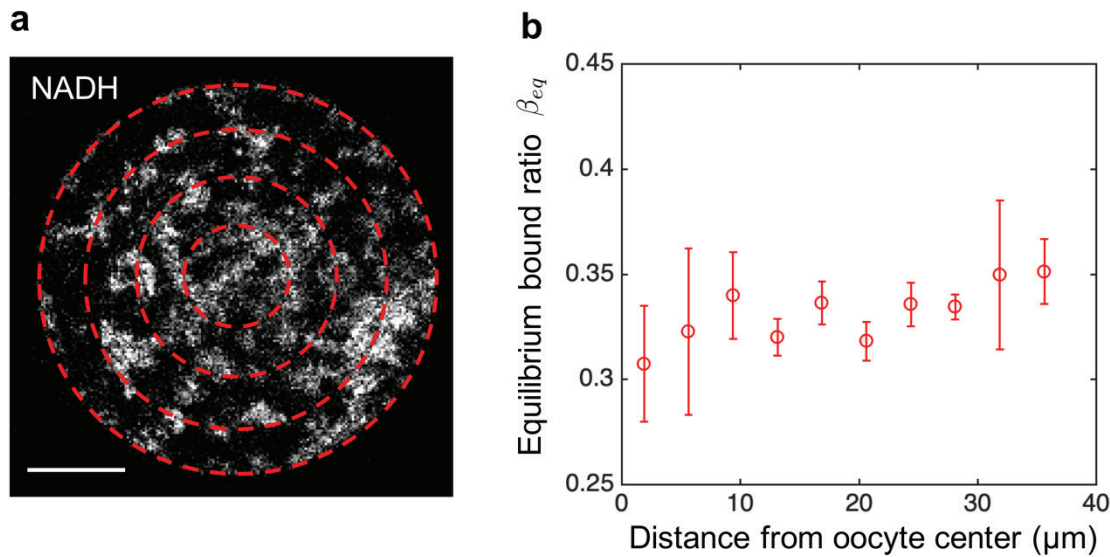 a
NADH
b
Equilibrium bound ratio β_eq
0.45
0.4
0.35
0.3
0.25
0
10
20
30
40
Distance from oocyte center (μm)